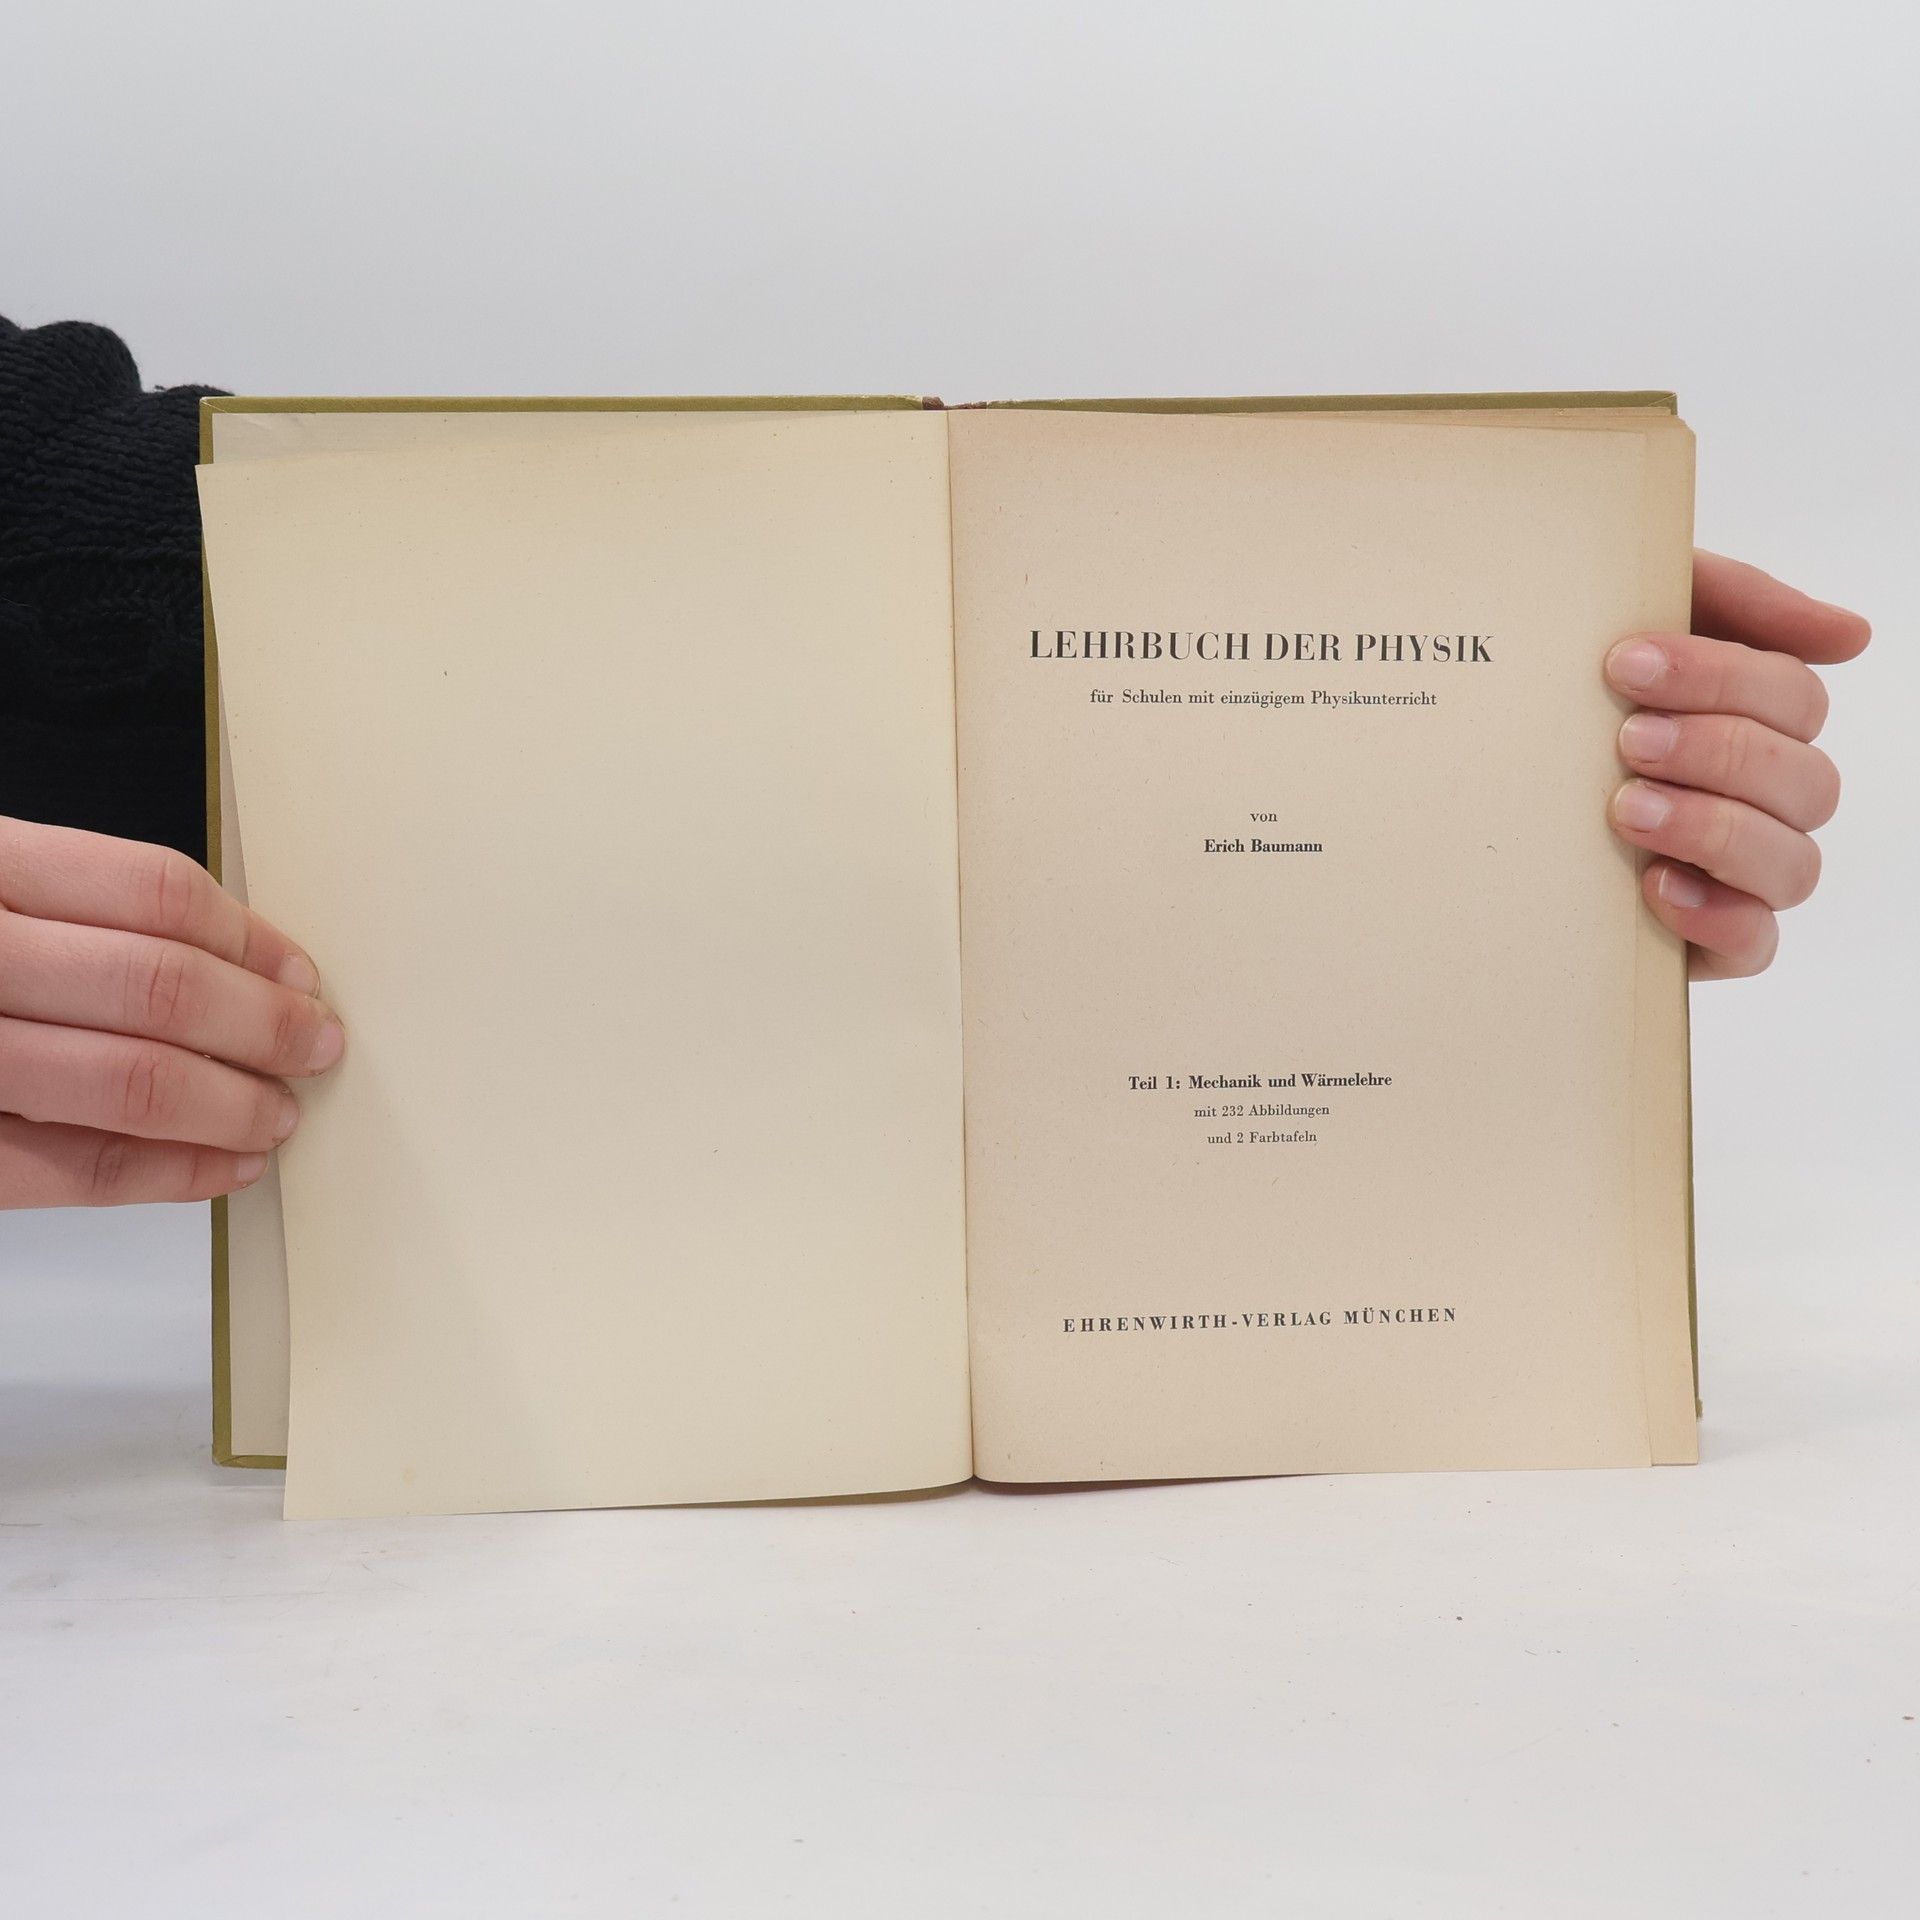 LEHRBUCH DER PHYSIK
für Schulen mit einzügigem Physikunterricht
von
Erich Baumann
Teil 1: Mechanik und Wärmelehre
mit 232 Abbildungen
und 2 Farbtafeln
EHRENWIRTH-VERLAG MÜNCHEN